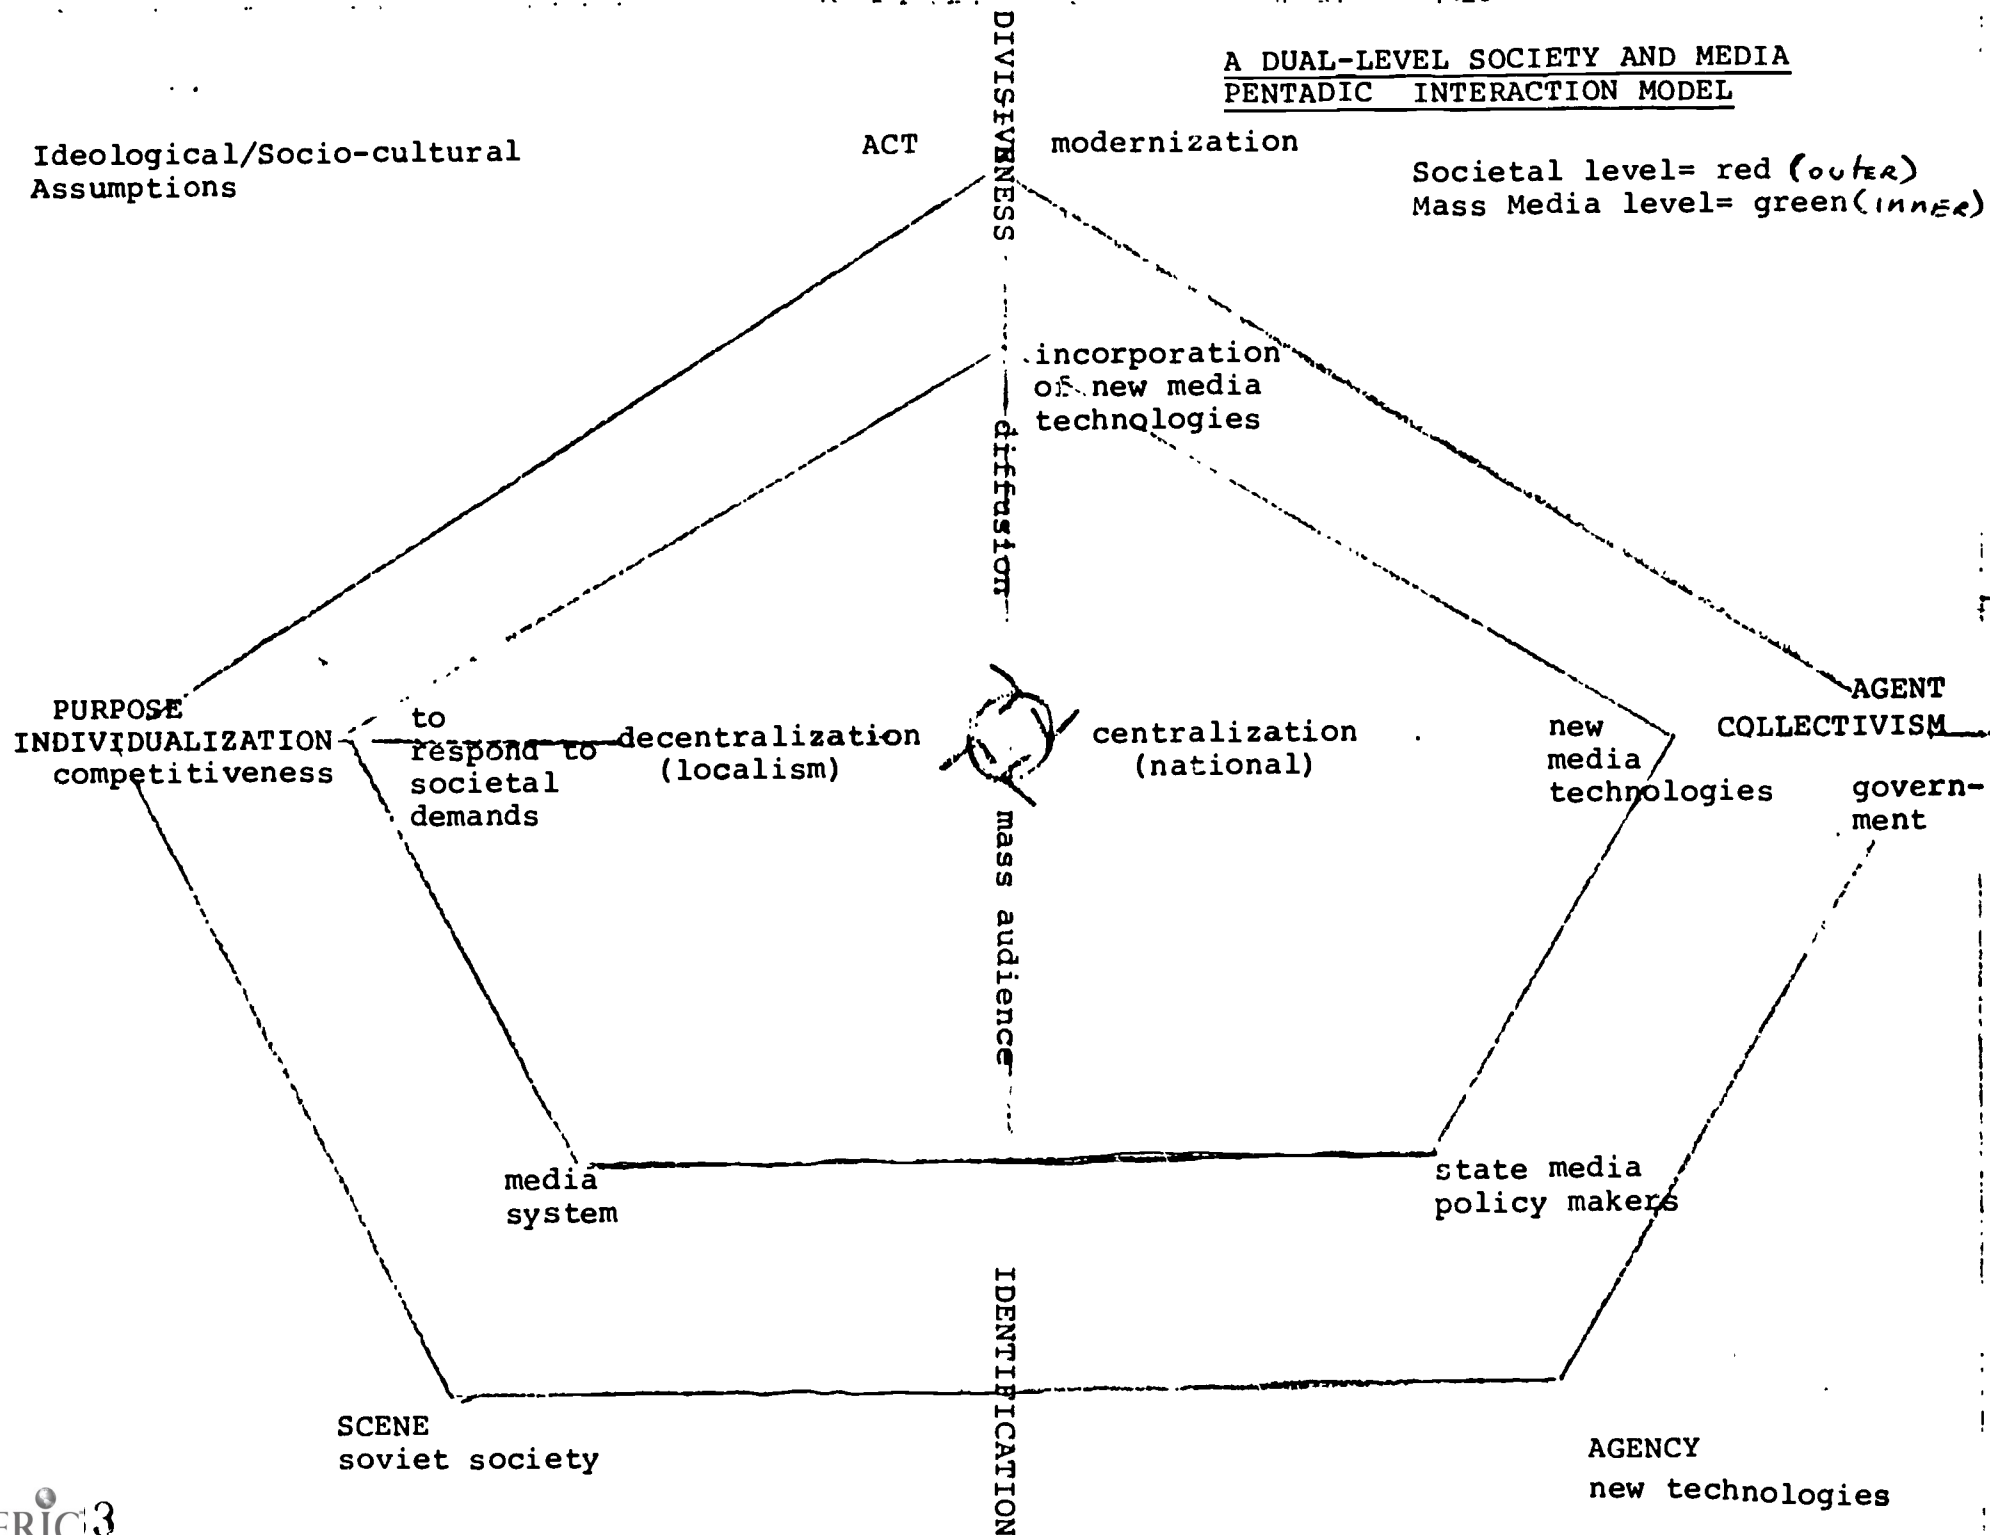 A DUAL-LEVEL SOCIETY AND MEDIA
PENTADIC INTERACTION MODEL
Ideological/Socio-cultural
Assumptions
ACT
modernization
Societal level= red (outer)
Mass Media level= green (inner)
DIVISIVENESS
incorporation
of new media
technologies
diffusion
PURPOSE
INDIVIDUALIZATION
competitiveness
to
respond to
societal
demands
decentralization
(localism)
centralization
(national)
new
media
technologies
AGENT
COLLECTIVISM
govern-
ment
mass audience
media
system
state media
policy makers
IDENTIFICATION
SCENE
soviet society
AGENCY
new technologies
ERIC
3